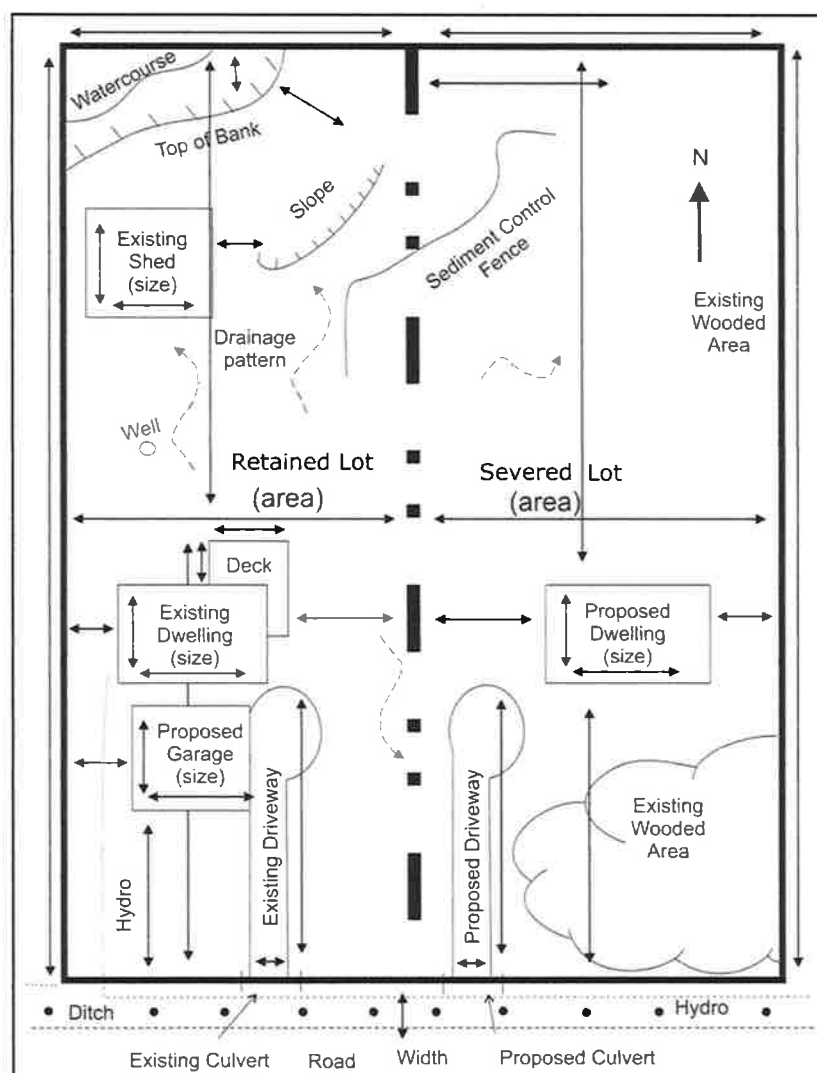 Watercourse
Top of Bank
N
Slope
Existing
Shed
(size)
Sediment Control
Fence
Existing
Wooded
Area
Drainage
pattern
Well
Retained Lot
(area)
Severed Lot
(area)
Deck
Existing
Dwelling
(size)
Proposed
Dwelling
(size)
Proposed
Garage
(size)
Existing Driveway
Proposed Driveway
Existing
Wooded
Area
Hydro
Ditch
Hydro
Existing Culvert
Road
Width
Proposed Culvert